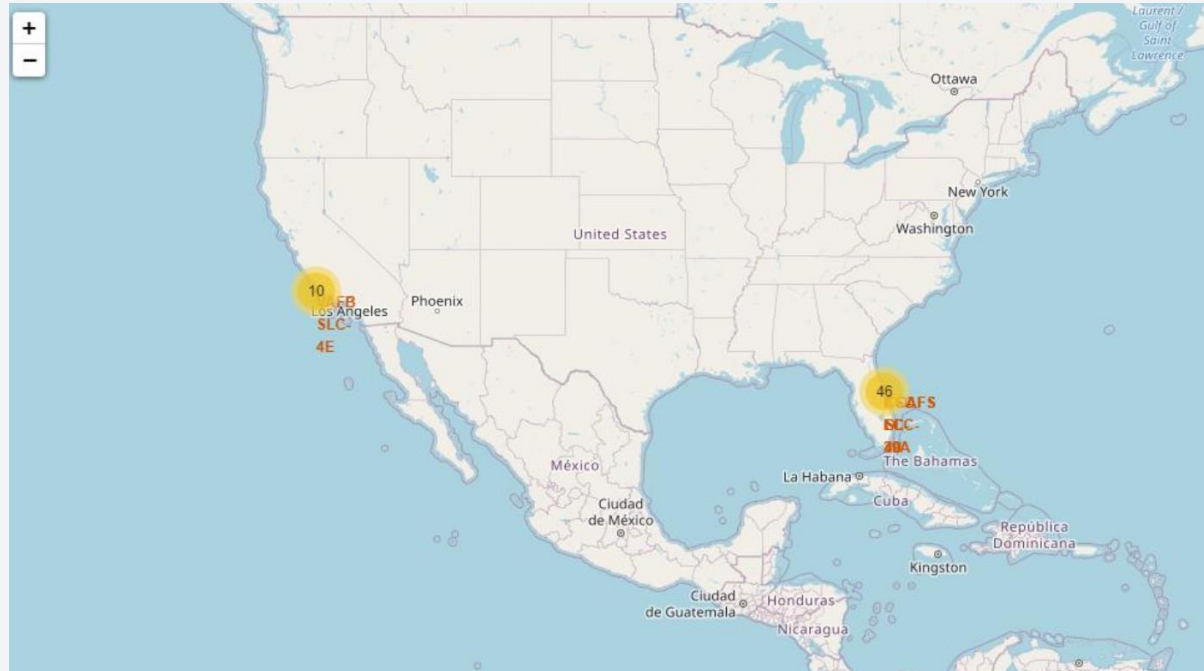 +
−
Laurent /
Gulf of
Saint
Lawrence
Ottawa
New York
Washington
United States
10
VAFB
SLC-
4E
Los Angeles
Phoenix
46
The Bahamas
La Habana
Cuba
México
Ciudad
de México
República
Dominicana
Kingston
Ciudad
de Guatemala
Honduras
Nicaragua